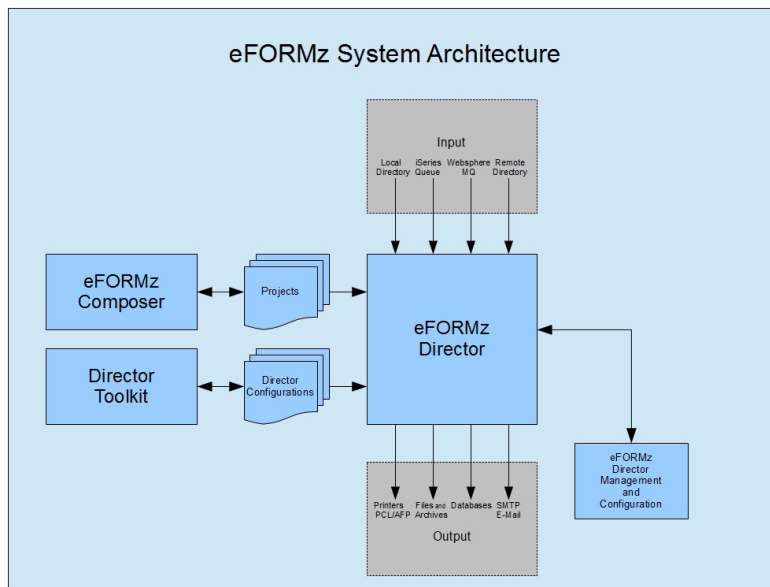 eFORMz System Architecture
Input
Local iSeries Websphere Remote
Directory Queue MQ Directory
eFORMz
Composer
Projects
eFORMz
Director
Director
Toolkit
Director
Configurations
eFORMz
Director
Management
and
Configuration
Printers Files and Databases SMTP
PCL/AFP Archives E-Mail
Output